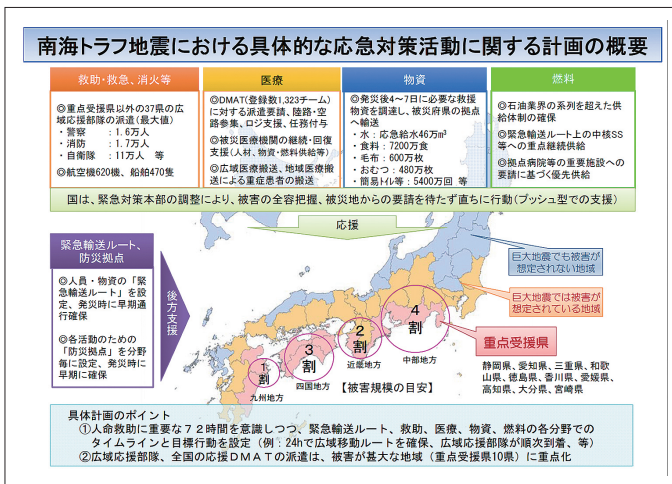 南海トラフ地震における具体的な応急対策活動に関する計画の概要
救助・救急、消火等
◎重点受援県以外の37県の広
域応援部隊の派遣(最大値)
・警察　：1.6万人
・消防　：1.7万人
・自衛隊：11万人 等
◎航空機620機、船舶470隻
医療
◎DMAT(登録数1,323チーム)
に対する派遣要請、陸路・空
路参集、ロジ支援、任務付与
◎被災医療機関の継続・回復
支援(人材、物資・燃料供給等)
◎広域医療搬送、地域医療搬
送による重症患者の搬送
物資
◎発災後4～7日に必要な救援
物資を調達し、被災府県の拠点
へ輸送
・水：応急給水46万m³
・食料：7200万食
・毛布：600万枚
・おむつ：480万枚
・簡易トイレ等：5400万回 等
燃料
◎石油業界の系列を超えた供
給体制の確保
◎緊急輸送ルート上の中核SS
等への重点継続供給
◎拠点病院等の重要施設への
要請に基づく優先供給
国は、緊急対策本部の調整により、被害の全容把握、被災地からの要請を待たず直ちに行動(プッシュ型での支援)
応援
緊急輸送ルート、
防災拠点
◎人員・物資の「緊
急輸送ルート」を設
定、発災時に早期通
行確保
◎各活動のための
「防災拠点」を分野
毎に設定、発災時に
早期に確保
後方支援
巨大地震でも被害が
想定されない地域
巨大地震では被害が
想定されている地域
重点受援県
静岡県、愛知県、三重県、和歌
山県、徳島県、香川県、愛媛県、
高知県、大分県、宮崎県
4
割
中部地方
2
割
近畿地方
3
割
四国地方
1
割
九州地方
【被害規模の目安】
具体計画のポイント
①人命救助に重要な７２時間を意識しつつ、緊急輸送ルート、救助、医療、物資、燃料の各分野での
タイムラインと目標行動を設定（例：24hで広域移動ルートを確保、広域応援部隊が順次到着、等）
②広域応援部隊、全国の応援ＤＭＡＴの派遣は、被害が甚大な地域（重点受援県10県）に重点化